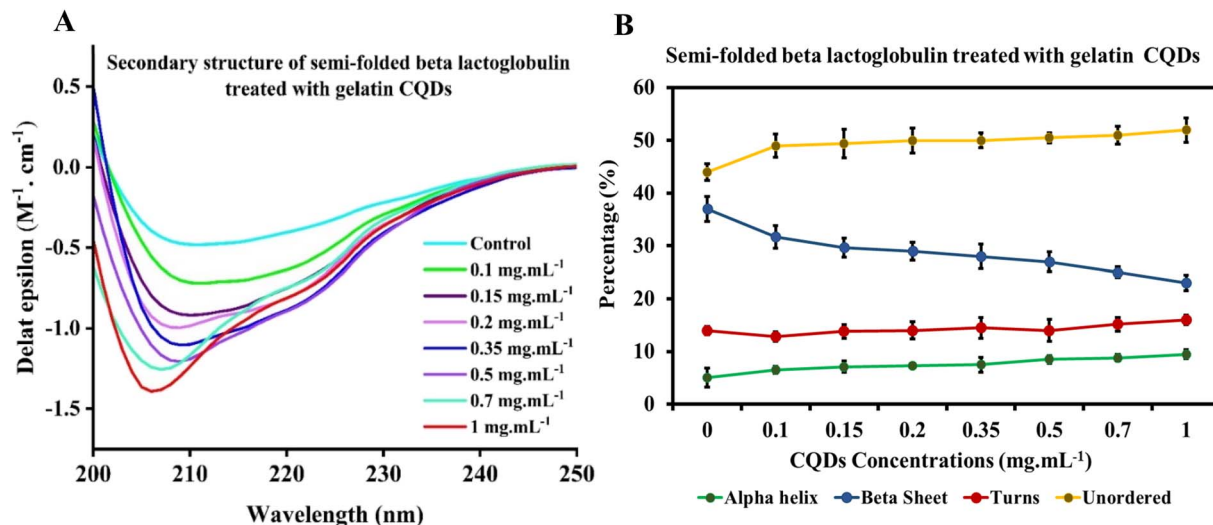 A
Secondary structure of semi-folded beta lactoglobulin
treated with gelatin CQDs
Delat epsilon (M⁻¹. cm⁻¹)
0.5
0.0
-0.5
-1.0
-1.5
Control
0.1 mg.mL⁻¹
0.15 mg.mL⁻¹
0.2 mg.mL⁻¹
0.35 mg.mL⁻¹
0.5 mg.mL⁻¹
0.7 mg.mL⁻¹
1 mg.mL⁻¹
200 210 220 230 240 250
Wavelength (nm)
B
Semi-folded beta lactoglobulin treated with gelatin CQDs
Percentage (%)
60
50
40
30
20
10
0
0 0.1 0.15 0.2 0.35 0.5 0.7 1
CQDs Concentrations (mg.mL⁻¹)
Alpha helix Beta Sheet Turns Unordered